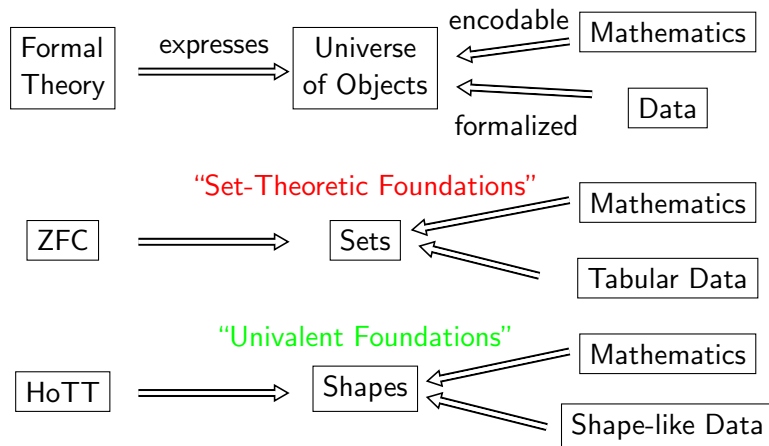 Formal
Theory
expresses
Universe
of Objects
encodable
Mathematics
formalized
Data
“Set-Theoretic Foundations”
ZFC
Sets
Mathematics
Tabular Data
“Univalent Foundations”
HoTT
Shapes
Mathematics
Shape-like Data